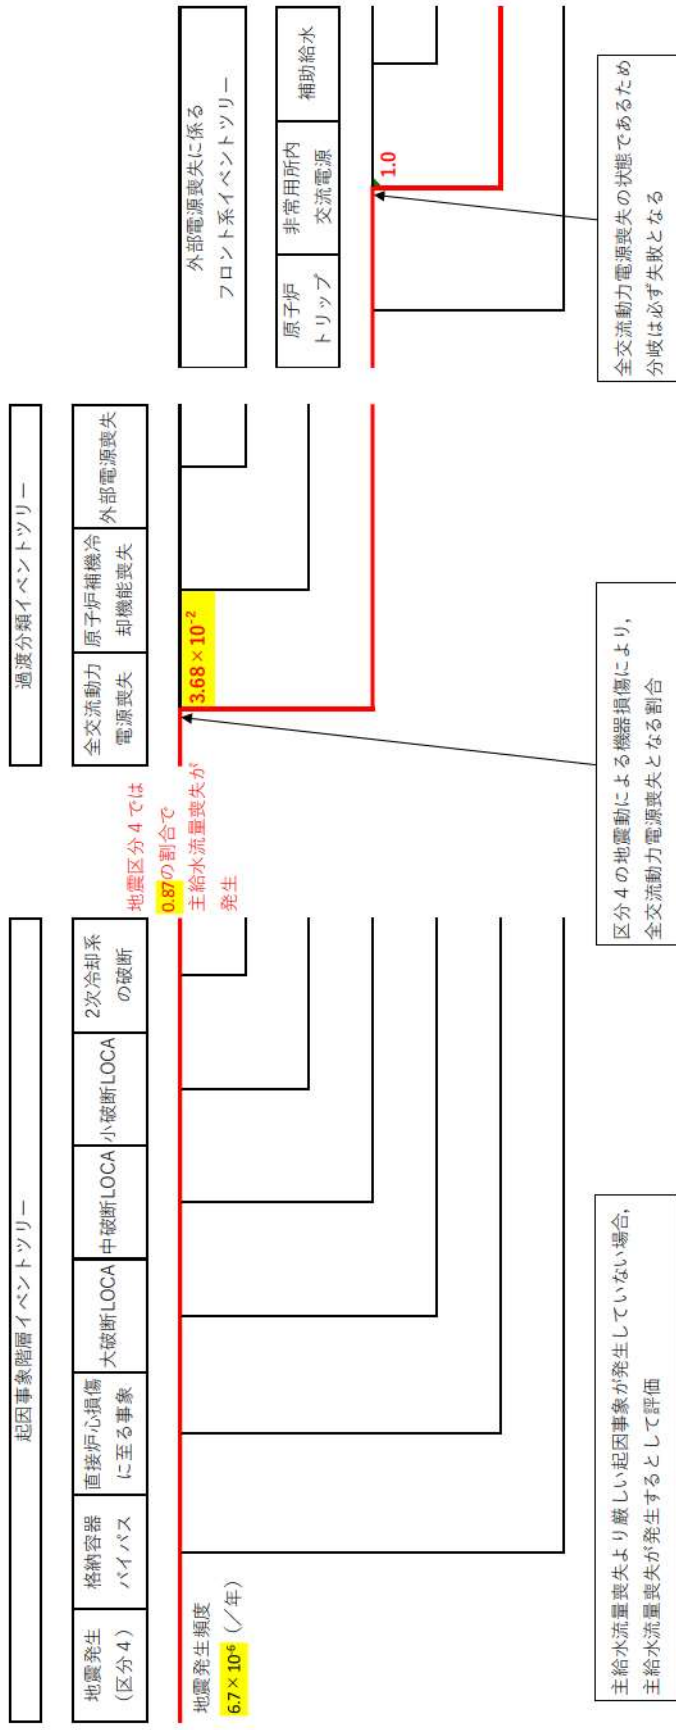 起因事象階層イベントツリー
地震発生
（区分４）
格納容器
バイパス
直接炉心損傷
に至る事象
大破断LOCA
中破断LOCA
小破断LOCA
2次冷却系
の破断
地震発生頻度
6.7×10⁻⁶（／年）
地震区分４では
0.87の割合で
主給水流量喪失が
発生
主給水流量喪失より厳しい起因事象が発生していない場合,
主給水流量喪失が発生するとして評価
過渡分類イベントツリー
全交流動力
電源喪失
原子炉補機冷
却機能喪失
外部電源喪失
3.68×10⁻²
区分４の地震動による機器損傷により,
全交流動力電源喪失となる割合
外部電源喪失に係る
フロント系イベントツリー
原子炉
トリップ
非常用所内
交流電源
補助給水
1.0
全交流動力電源喪失の状態であるため
分岐は必ず失敗となる